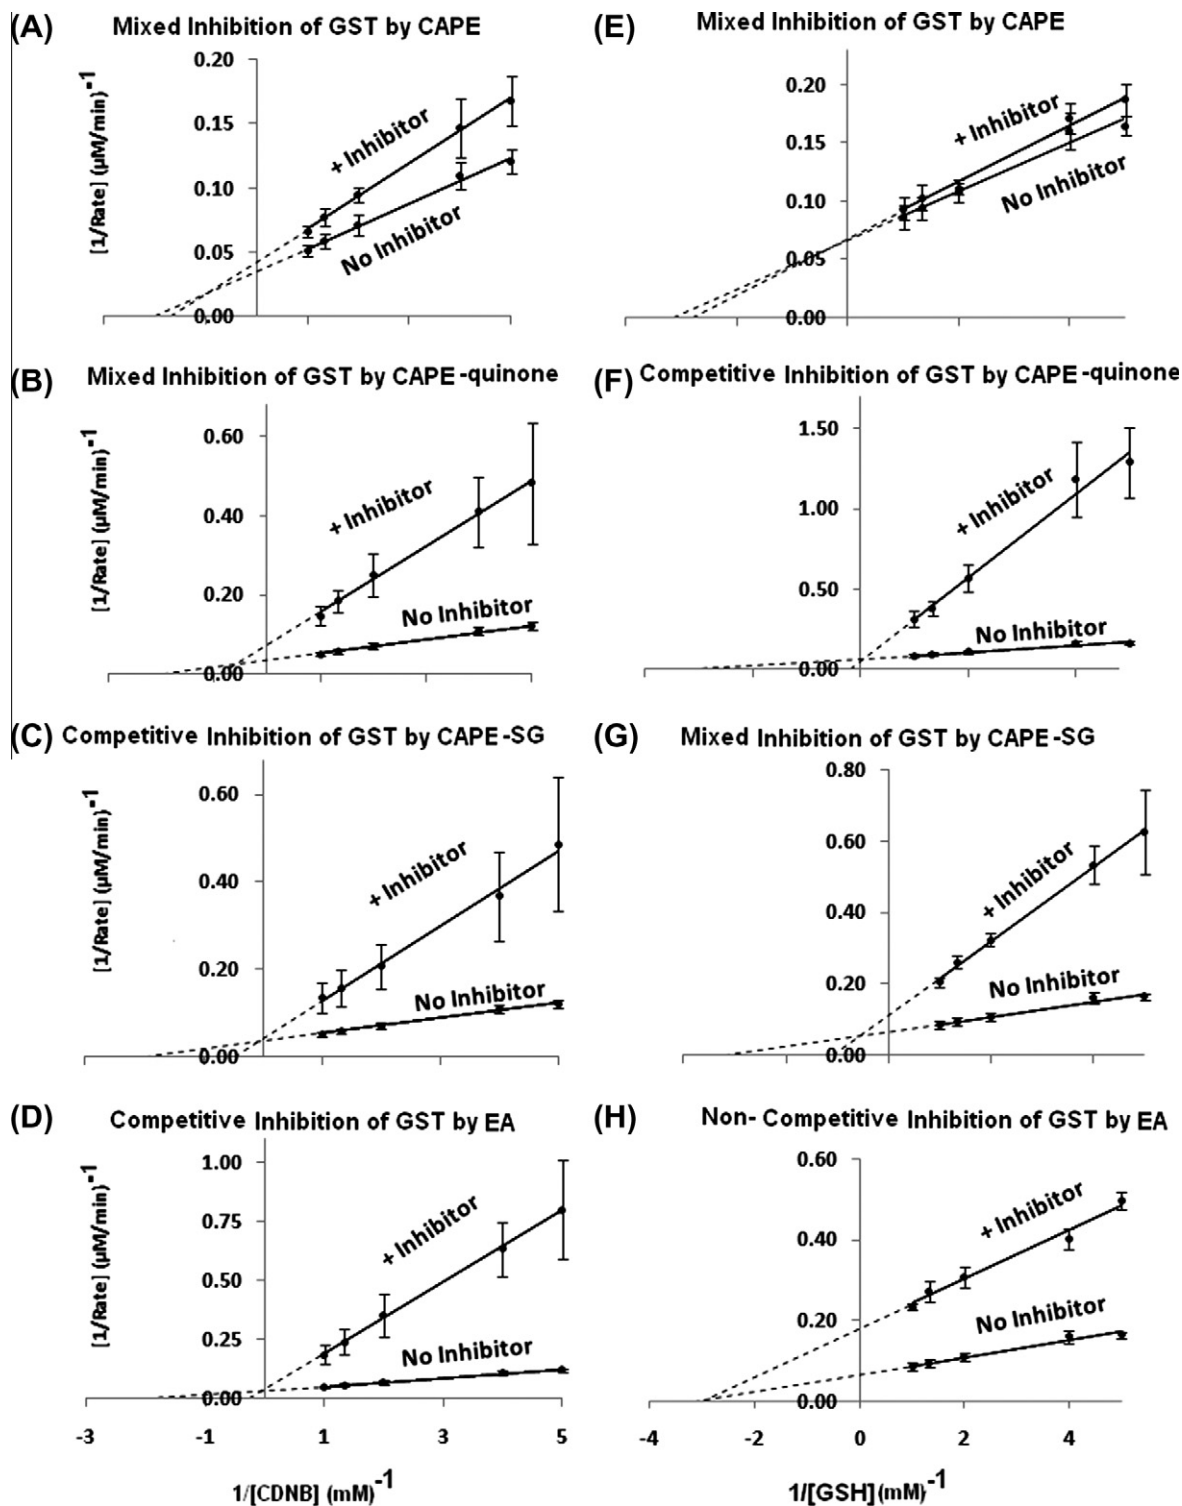 (A) Mixed Inhibition of GST by CAPE
[1/Rate] (µM/min)-1
0.20
0.15
0.10
0.05
0.00
+ Inhibitor
No Inhibitor
(E) Mixed Inhibition of GST by CAPE
0.20
0.15
0.10
0.05
0.00
+ Inhibitor
No Inhibitor
(B) Mixed Inhibition of GST by CAPE-quinone
[1/Rate] (µM/min)-1
0.60
0.40
0.20
0.00
+ Inhibitor
No Inhibitor
(F) Competitive Inhibition of GST by CAPE-quinone
1.50
1.00
0.50
0.00
+ Inhibitor
No Inhibitor
(C) Competitive Inhibition of GST by CAPE-SG
[1/Rate] (µM/min)-1
0.60
0.40
0.20
0.00
+ Inhibitor
No Inhibitor
(G) Mixed Inhibition of GST by CAPE-SG
0.80
0.60
0.40
0.20
0.00
+ Inhibitor
No Inhibitor
(D) Competitive Inhibition of GST by EA
[1/Rate] (µM/min)-1
1.00
0.75
0.50
0.25
0.00
+ Inhibitor
No Inhibitor
-3 -1 1 3 5
1/[CDNB] (mM)-1
(H) Non-Competitive Inhibition of GST by EA
0.60
0.40
0.20
0.00
+ Inhibitor
No Inhibitor
-4 -2 0 2 4
1/[GSH] (mM)-1